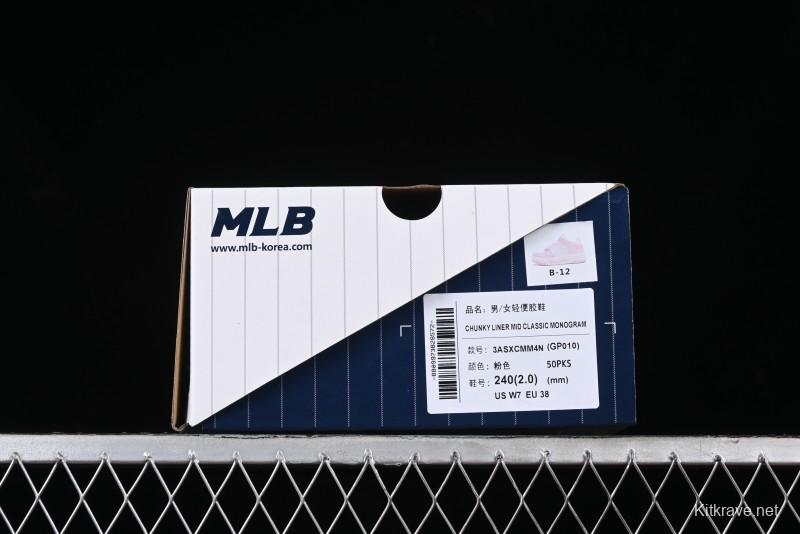 MLB
www.mlb-korea.com
B-12
品名：男/女轻便胶鞋
CHUNKY LINER MID CLASSIC MONOGRAM
款号：3ASXCMM4N (GP010)
颜色：粉色 50PKS
鞋号：240(2.0) (mm)
US W7 EU 38
Kitkrave.net